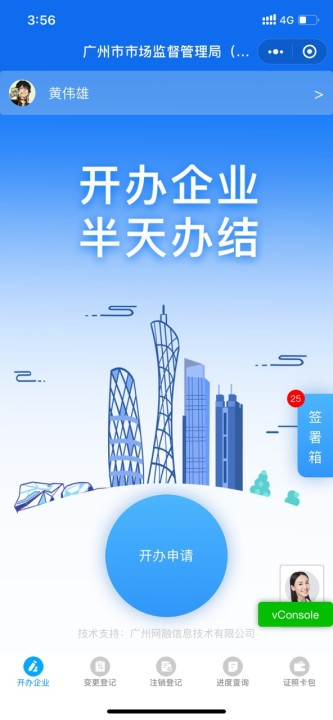 3:56
4G
广州市市场监督管理局（...
黄伟雄
>
开办企业
半天办结
25
签署箱
开办申请
技术支持：广州网融信息技术有限公司
vConsole
开办企业 变更登记 注销登记 进度查询 证照卡包